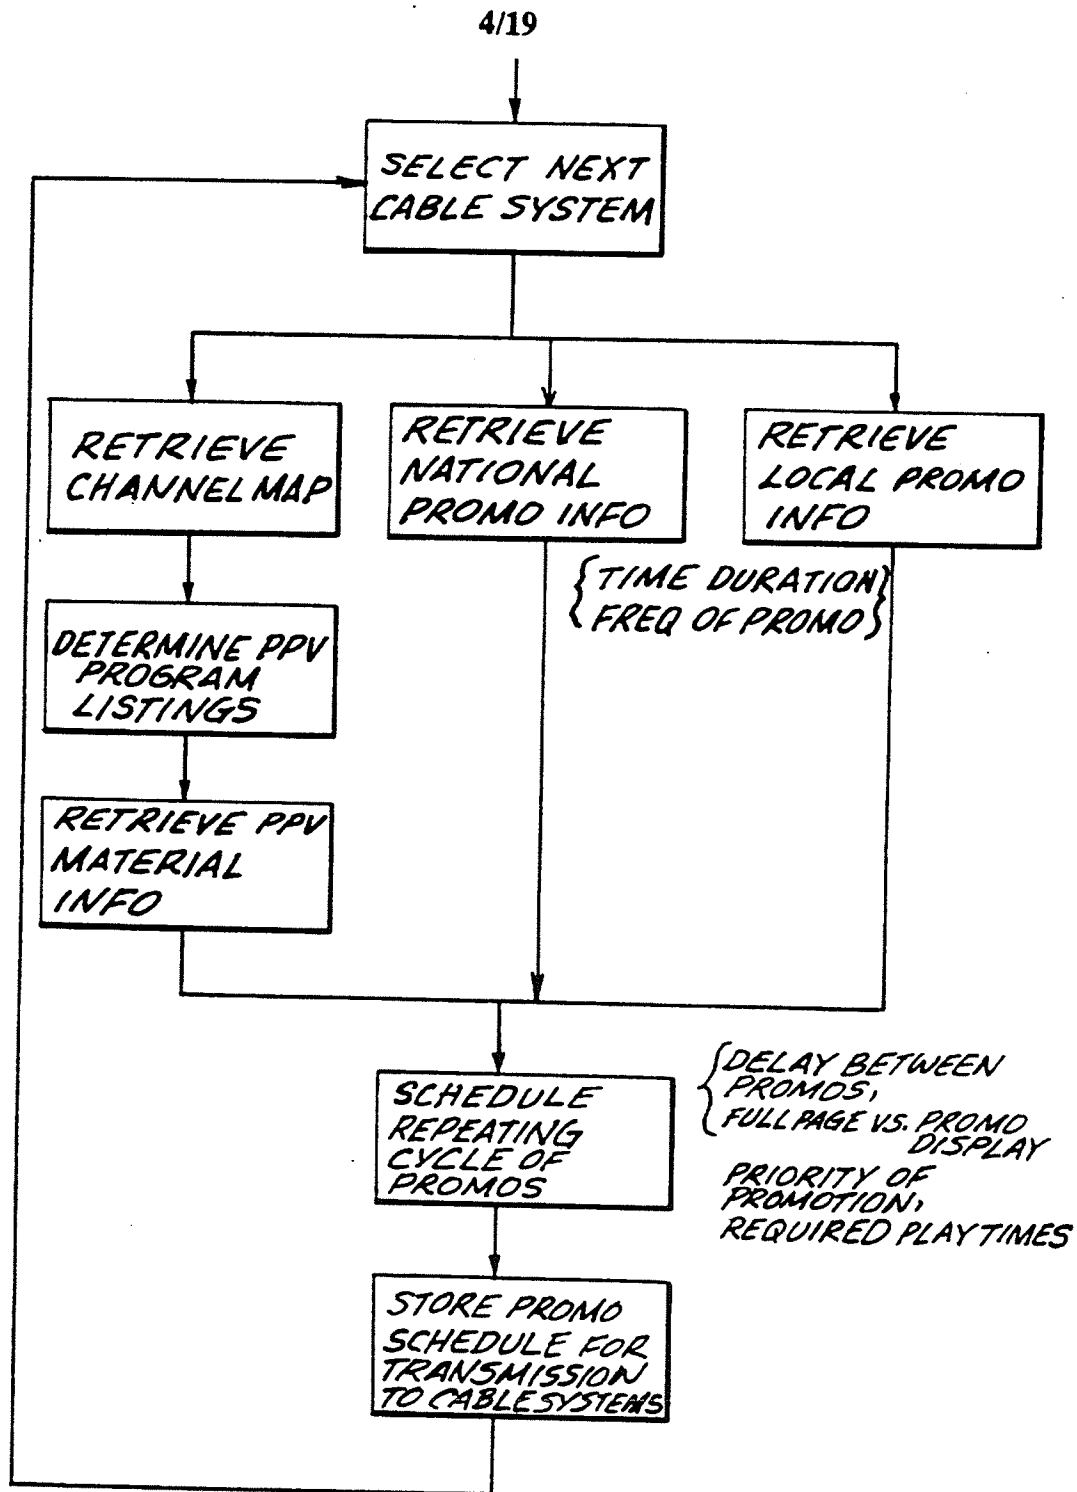 4/19
SELECT NEXT
CABLE SYSTEM
RETRIEVE
CHANNEL MAP
RETRIEVE
NATIONAL
PROMO INFO
RETRIEVE
LOCAL PROMO
INFO
TIME DURATION
FREQ OF PROMO
DETERMINE PPV
PROGRAM
LISTINGS
RETRIEVE PPV
MATERIAL
INFO
SCHEDULE
REPEATING
CYCLE OF
PROMOS
DELAY BETWEEN
PROMOS,
FULL PAGE VS. PROMO
DISPLAY
PRIORITY OF
PROMOTION,
REQUIRED PLAY TIMES
STORE PROMO
SCHEDULE FOR
TRANSMISSION
TO CABLE SYSTEMS